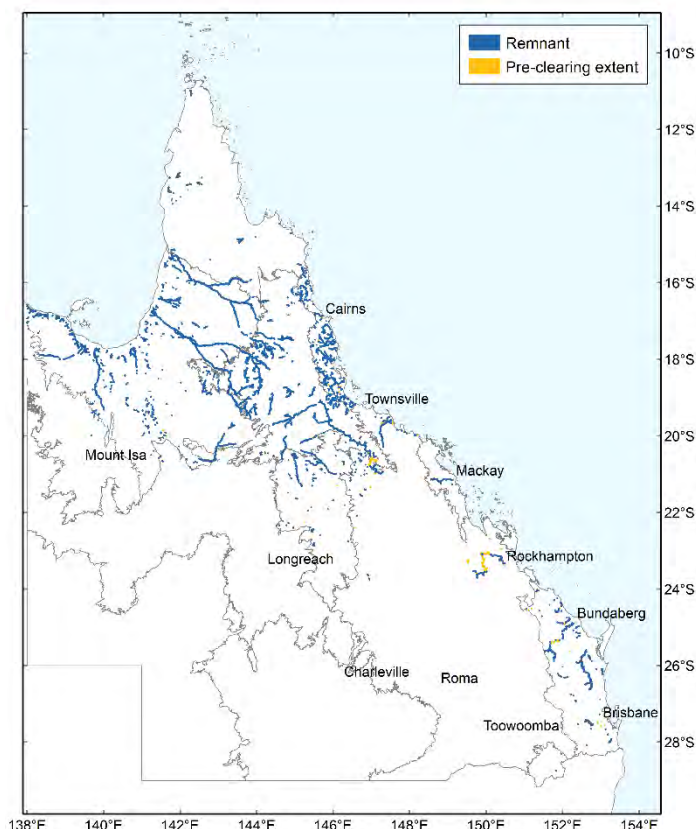 Remnant
Pre-clearing extent
10°S
12°S
14°S
16°S
Cairns
18°S
Townsville
20°S
Mount Isa
Mackay
22°S
Longreach
Rockhampton
24°S
Bundaberg
Charleville
Roma
26°S
Brisbane
Toowoomba
28°S
138°E 140°E 142°E 144°E 146°E 148°E 150°E 152°E 154°E